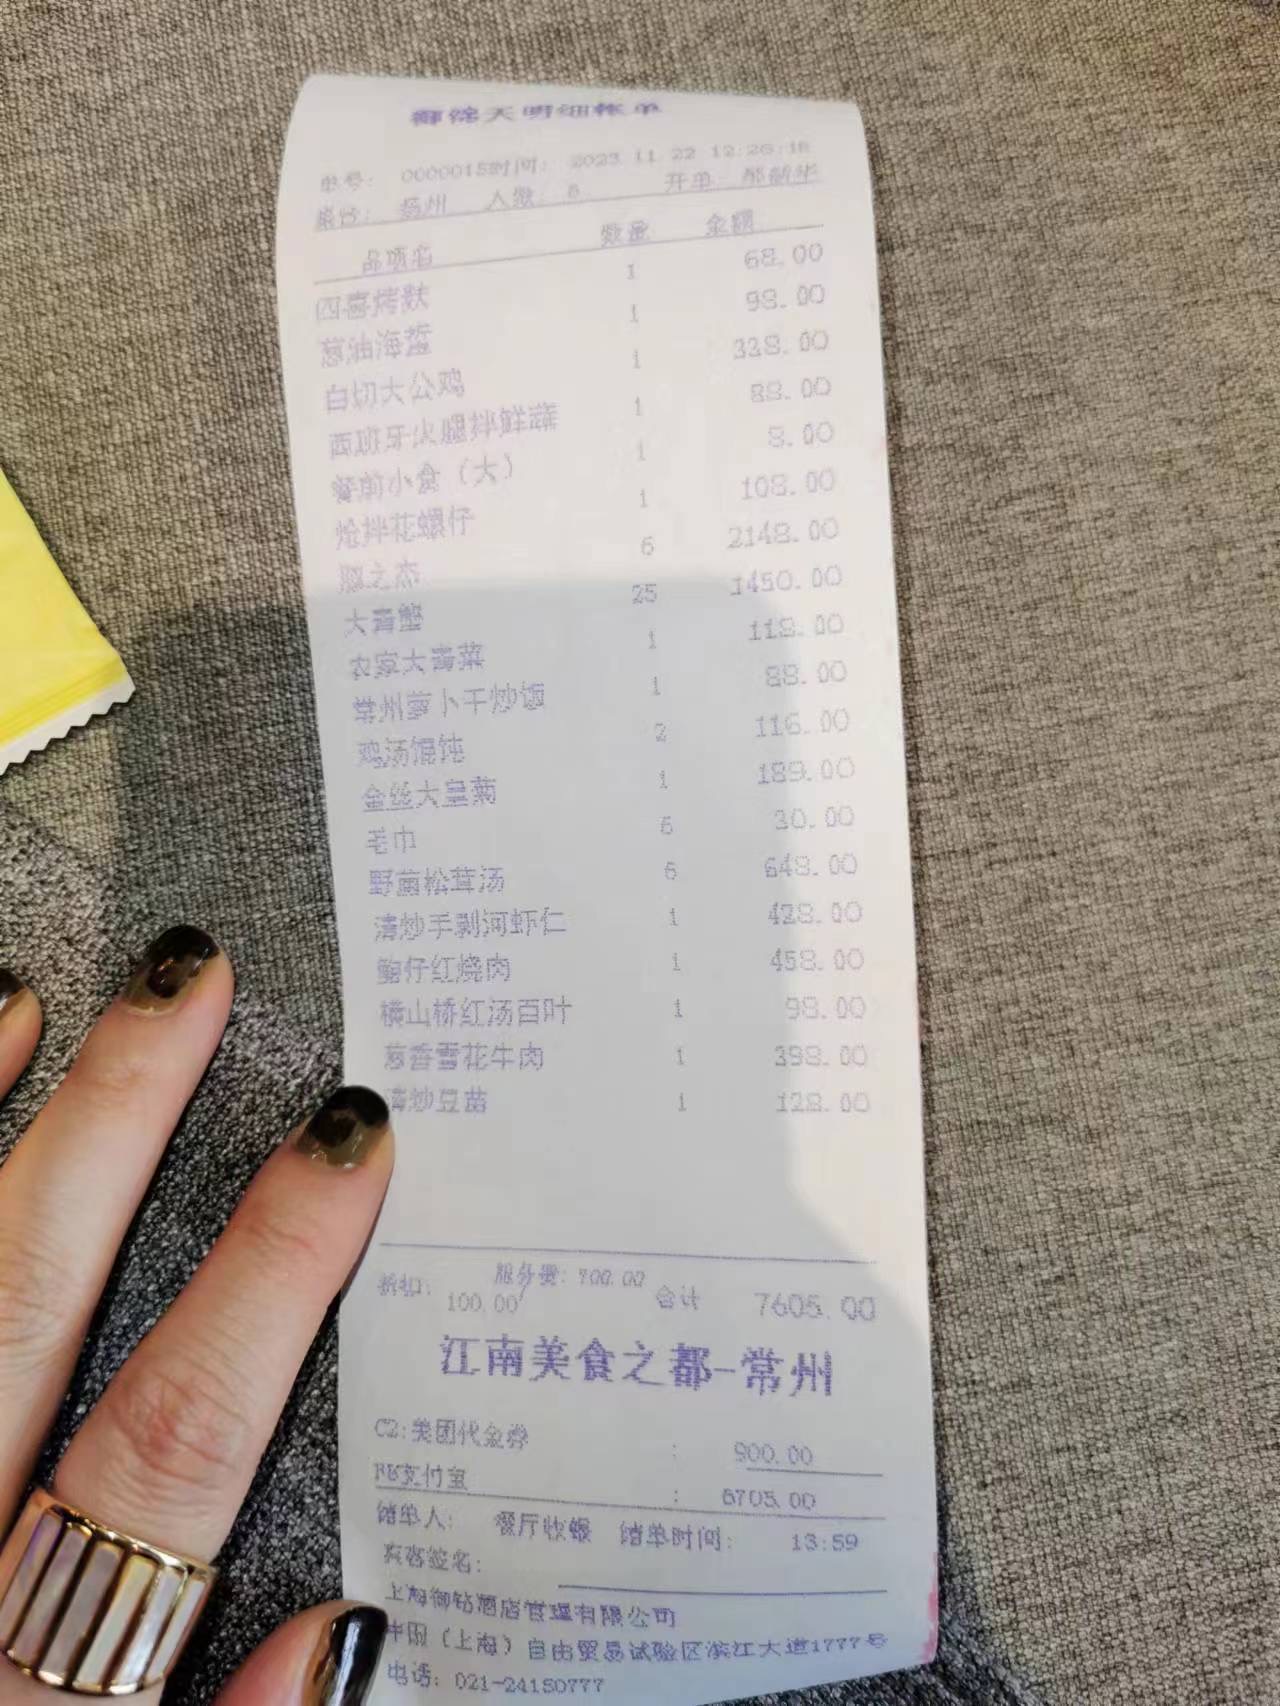 明细帐单
单号: 0000015时间: 2023 11 22 12:26:18
桌台: 扬州 人数: 6 开单
品项名 数量 金额
四喜烤麸 1 68.00
葱油海蜇 1 98.00
白切大公鸡 1 328.00
西班牙火腿拌鲜蔬 1 88.00
餐前小食(大) 1 8.00
炝拌花螺仔 1 108.00
豚之杰 6 2148.00
大青蟹 25 1450.00
农家大青菜 1 118.00
常州萝卜干炒饭 1 88.00
鸡汤馄饨 2 116.00
金丝大皇菊 1 189.00
毛巾 6 30.00
野菌松茸汤 6 648.00
清炒手剥河虾仁 1 428.00
鲍仔红烧肉 1 458.00
横山桥红汤百叶 1 98.00
葱香雪花牛肉 1 398.00
清炒豆苗 1 128.00
折扣: 服务费: 700.00
100.00 合计 7605.00
江南美食之都-常州
C2:美团代金券 : 900.00
支付宝 : 6705.00
结单人: 餐厅收银 结单时间: 13:59
宾客签名:
上海御钻酒店管理有限公司
中国(上海)自由贸易试验区滨江大道1777号
电话: 021-24150777